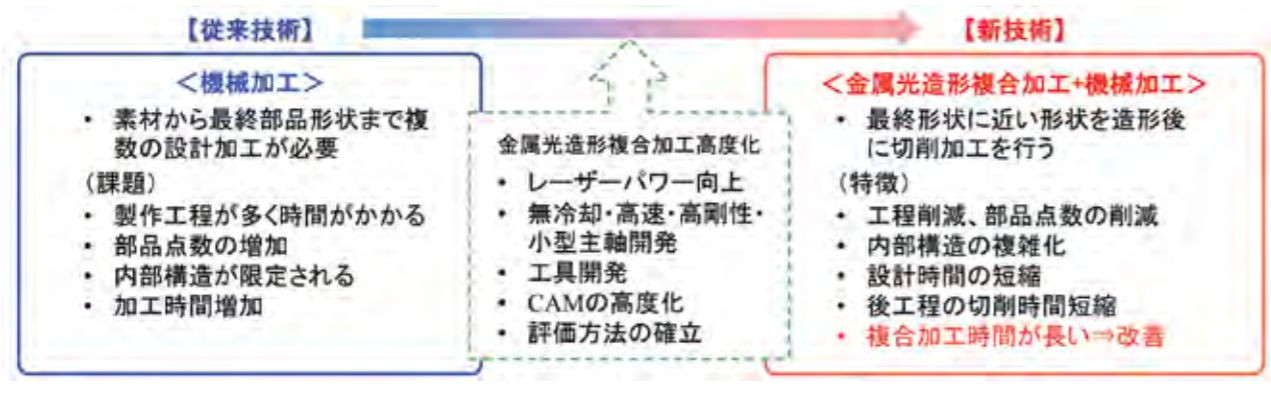 【従来技術】
<機械加工>
• 素材から最終部品形状まで複
数の設計加工が必要
(課題)
• 製作工程が多く時間がかかる
• 部品点数の増加
• 内部構造が限定される
• 加工時間増加
金属光造形複合加工高度化
• レーザーパワー向上
• 無冷却・高速・高剛性・
小型主軸開発
• 工具開発
• CAMの高度化
• 評価方法の確立
【新技術】
<金属光造形複合加工+機械加工>
• 最終形状に近い形状を造形後
に切削加工を行う
(特徴)
• 工程削減、部品点数の削減
• 内部構造の複雑化
• 設計時間の短縮
• 後工程の切削時間短縮
• 複合加工時間が長い⇒改善